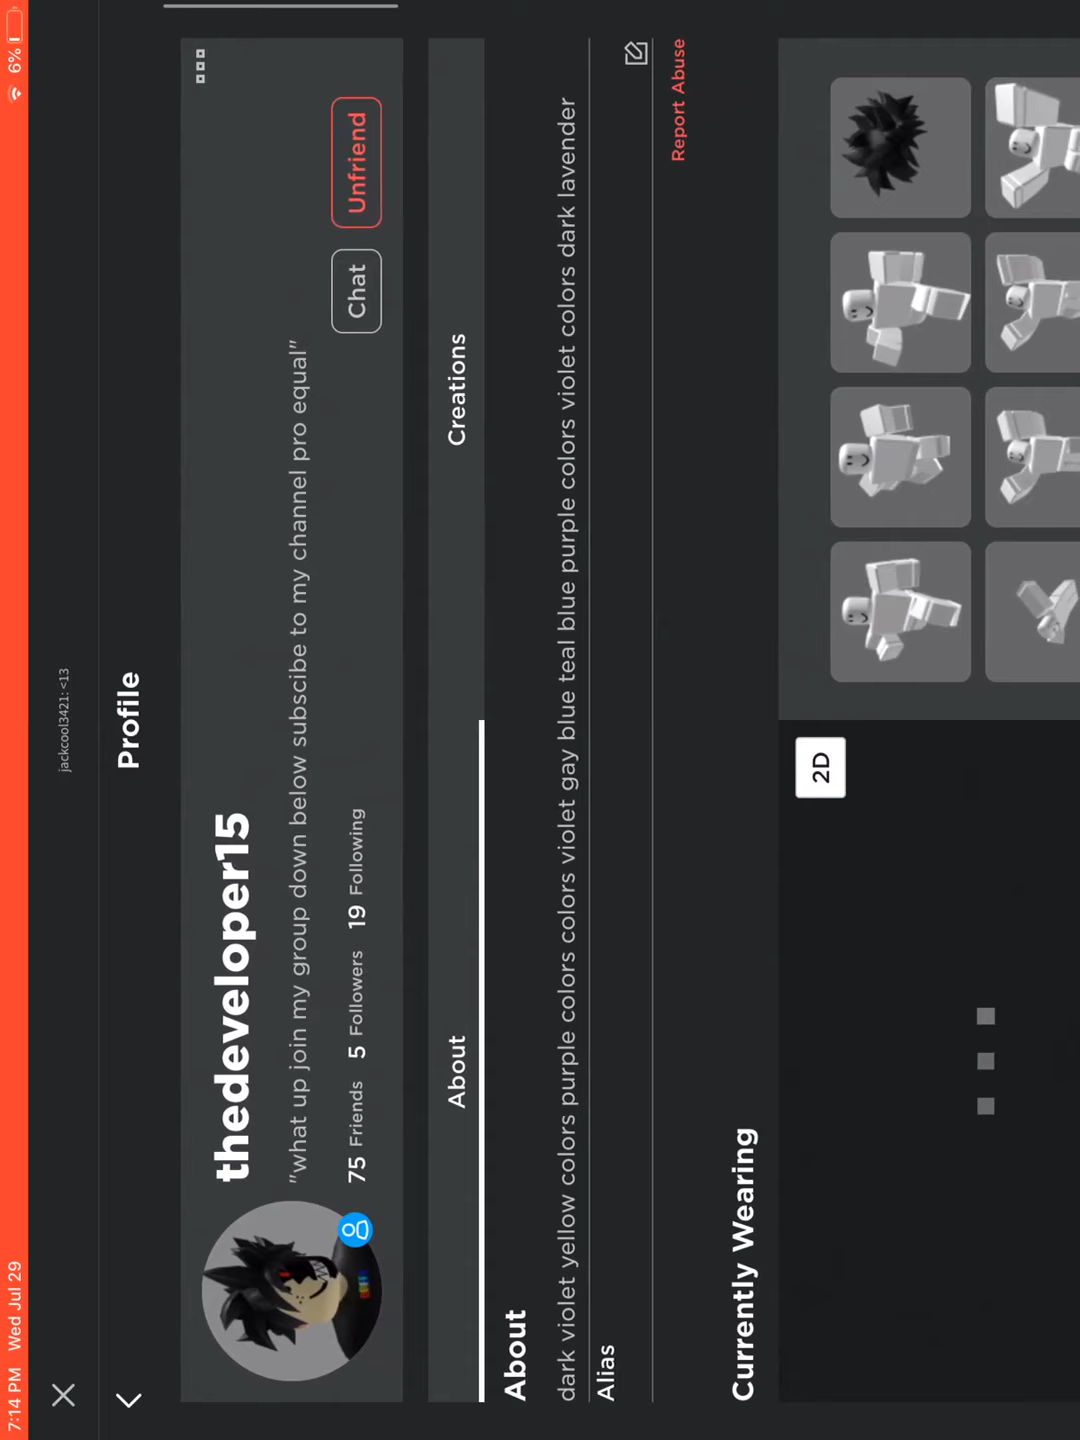 7:14 PM Wed Jul 29
6%
jackcool3421: <13
Profile
thedeveloper15
"what up join my group down below subscibe to my channel pro equal"
75 Friends 5 Followers 19 Following
Chat
Unfriend
About
Creations
About
dark violet yellow colors purple colors colors violet gay blue teal blue purple colors violet colors dark lavender
Alias
Report Abuse
Currently Wearing
2D